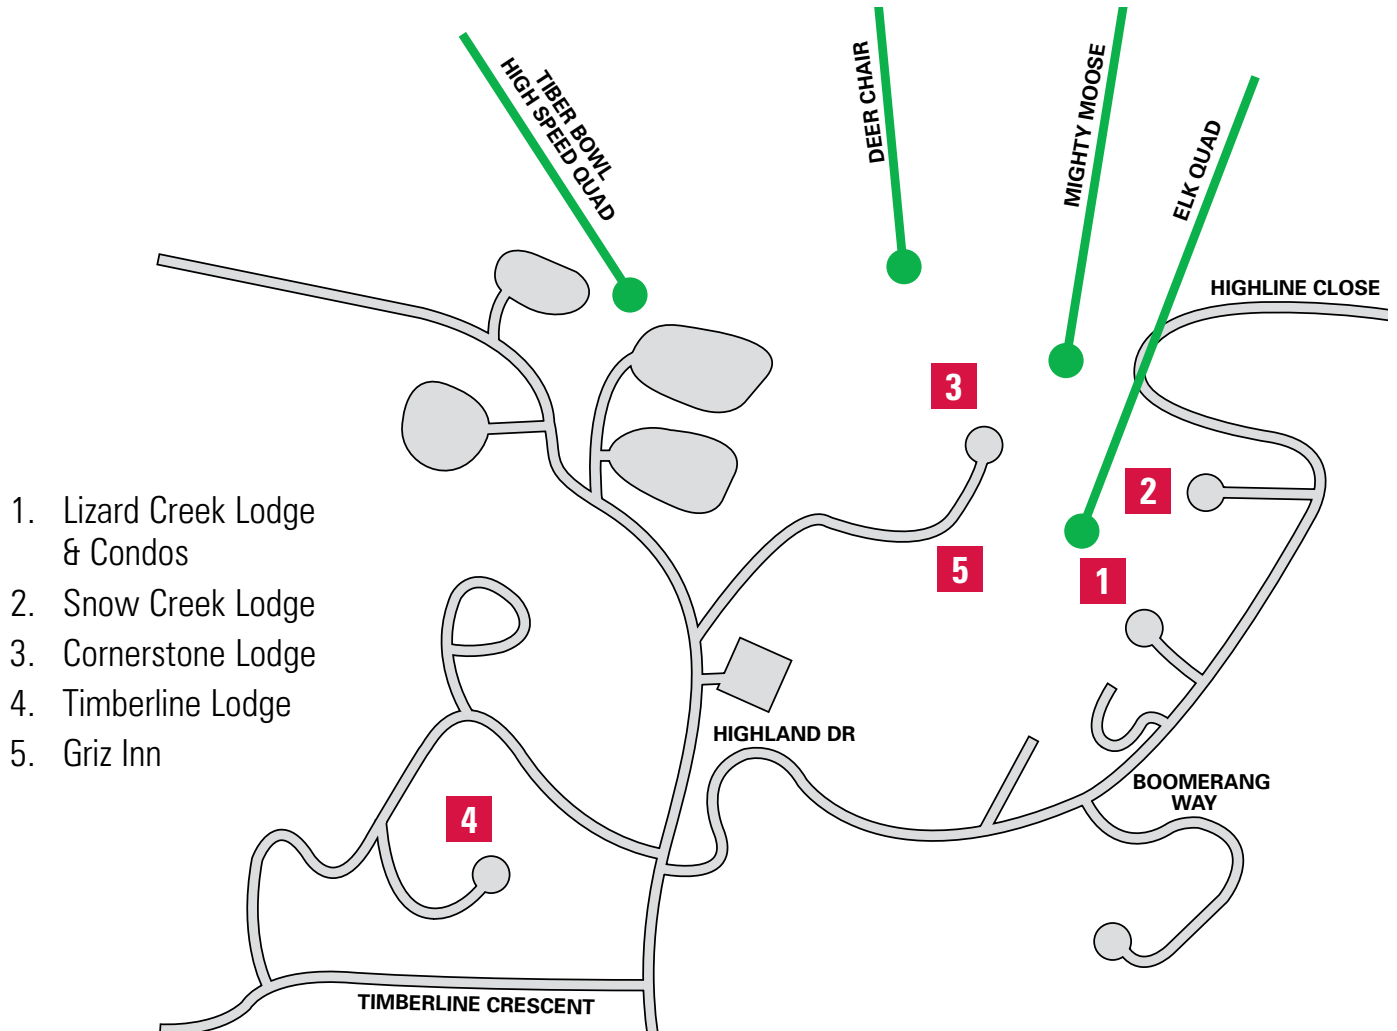 TIBER BOWL
HIGH SPEED QUAD
DEER CHAIR
MIGHTY MOOSE
ELK QUAD
HIGHLINE CLOSE
3
2
5
1
1. Lizard Creek Lodge
& Condos
2. Snow Creek Lodge
3. Cornerstone Lodge
4. Timberline Lodge
5. Griz Inn
HIGHLAND DR
BOOMERANG
WAY
4
TIMBERLINE CRESCENT